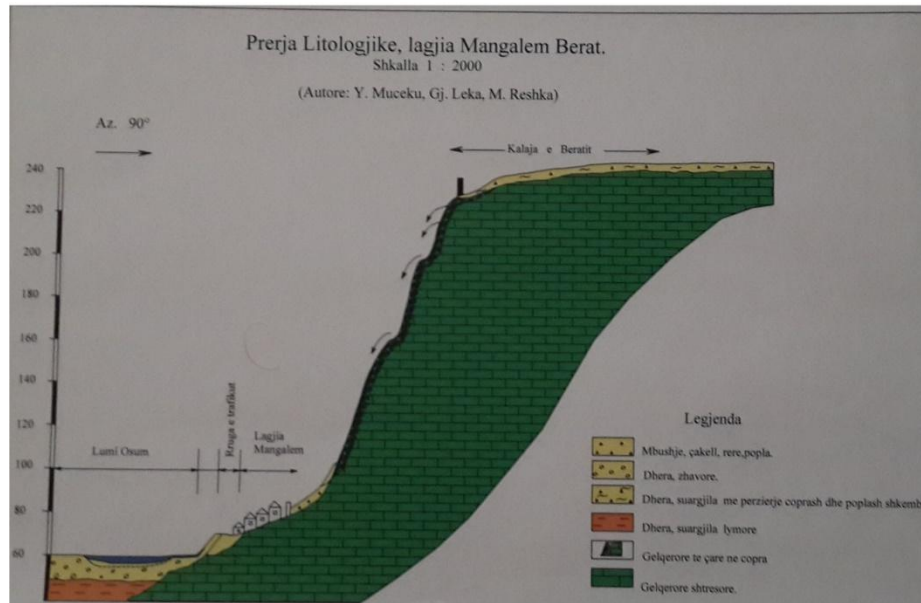 Prerja Litologjike, lagjia Mangalem Berat.
Shkalla 1 : 2000
(Autore: Y. Muceku, Gj. Leka, M. Reshka)
Az. 90°
Kalaja e Beratit
240
220
200
180
160
140
120
100
80
60
Lumi Osum
Rruga e trafikut
Lagjia
Mangalem
Legjenda
Mbushje, çakell, rere,popla.
Dhera, zhavore.
Dhera, suargjila me perzierje coprash dhe poplash shkemb
Dhera, suargjila lymore
Gelqerore te çare ne copra
Gelqerore shtresore.